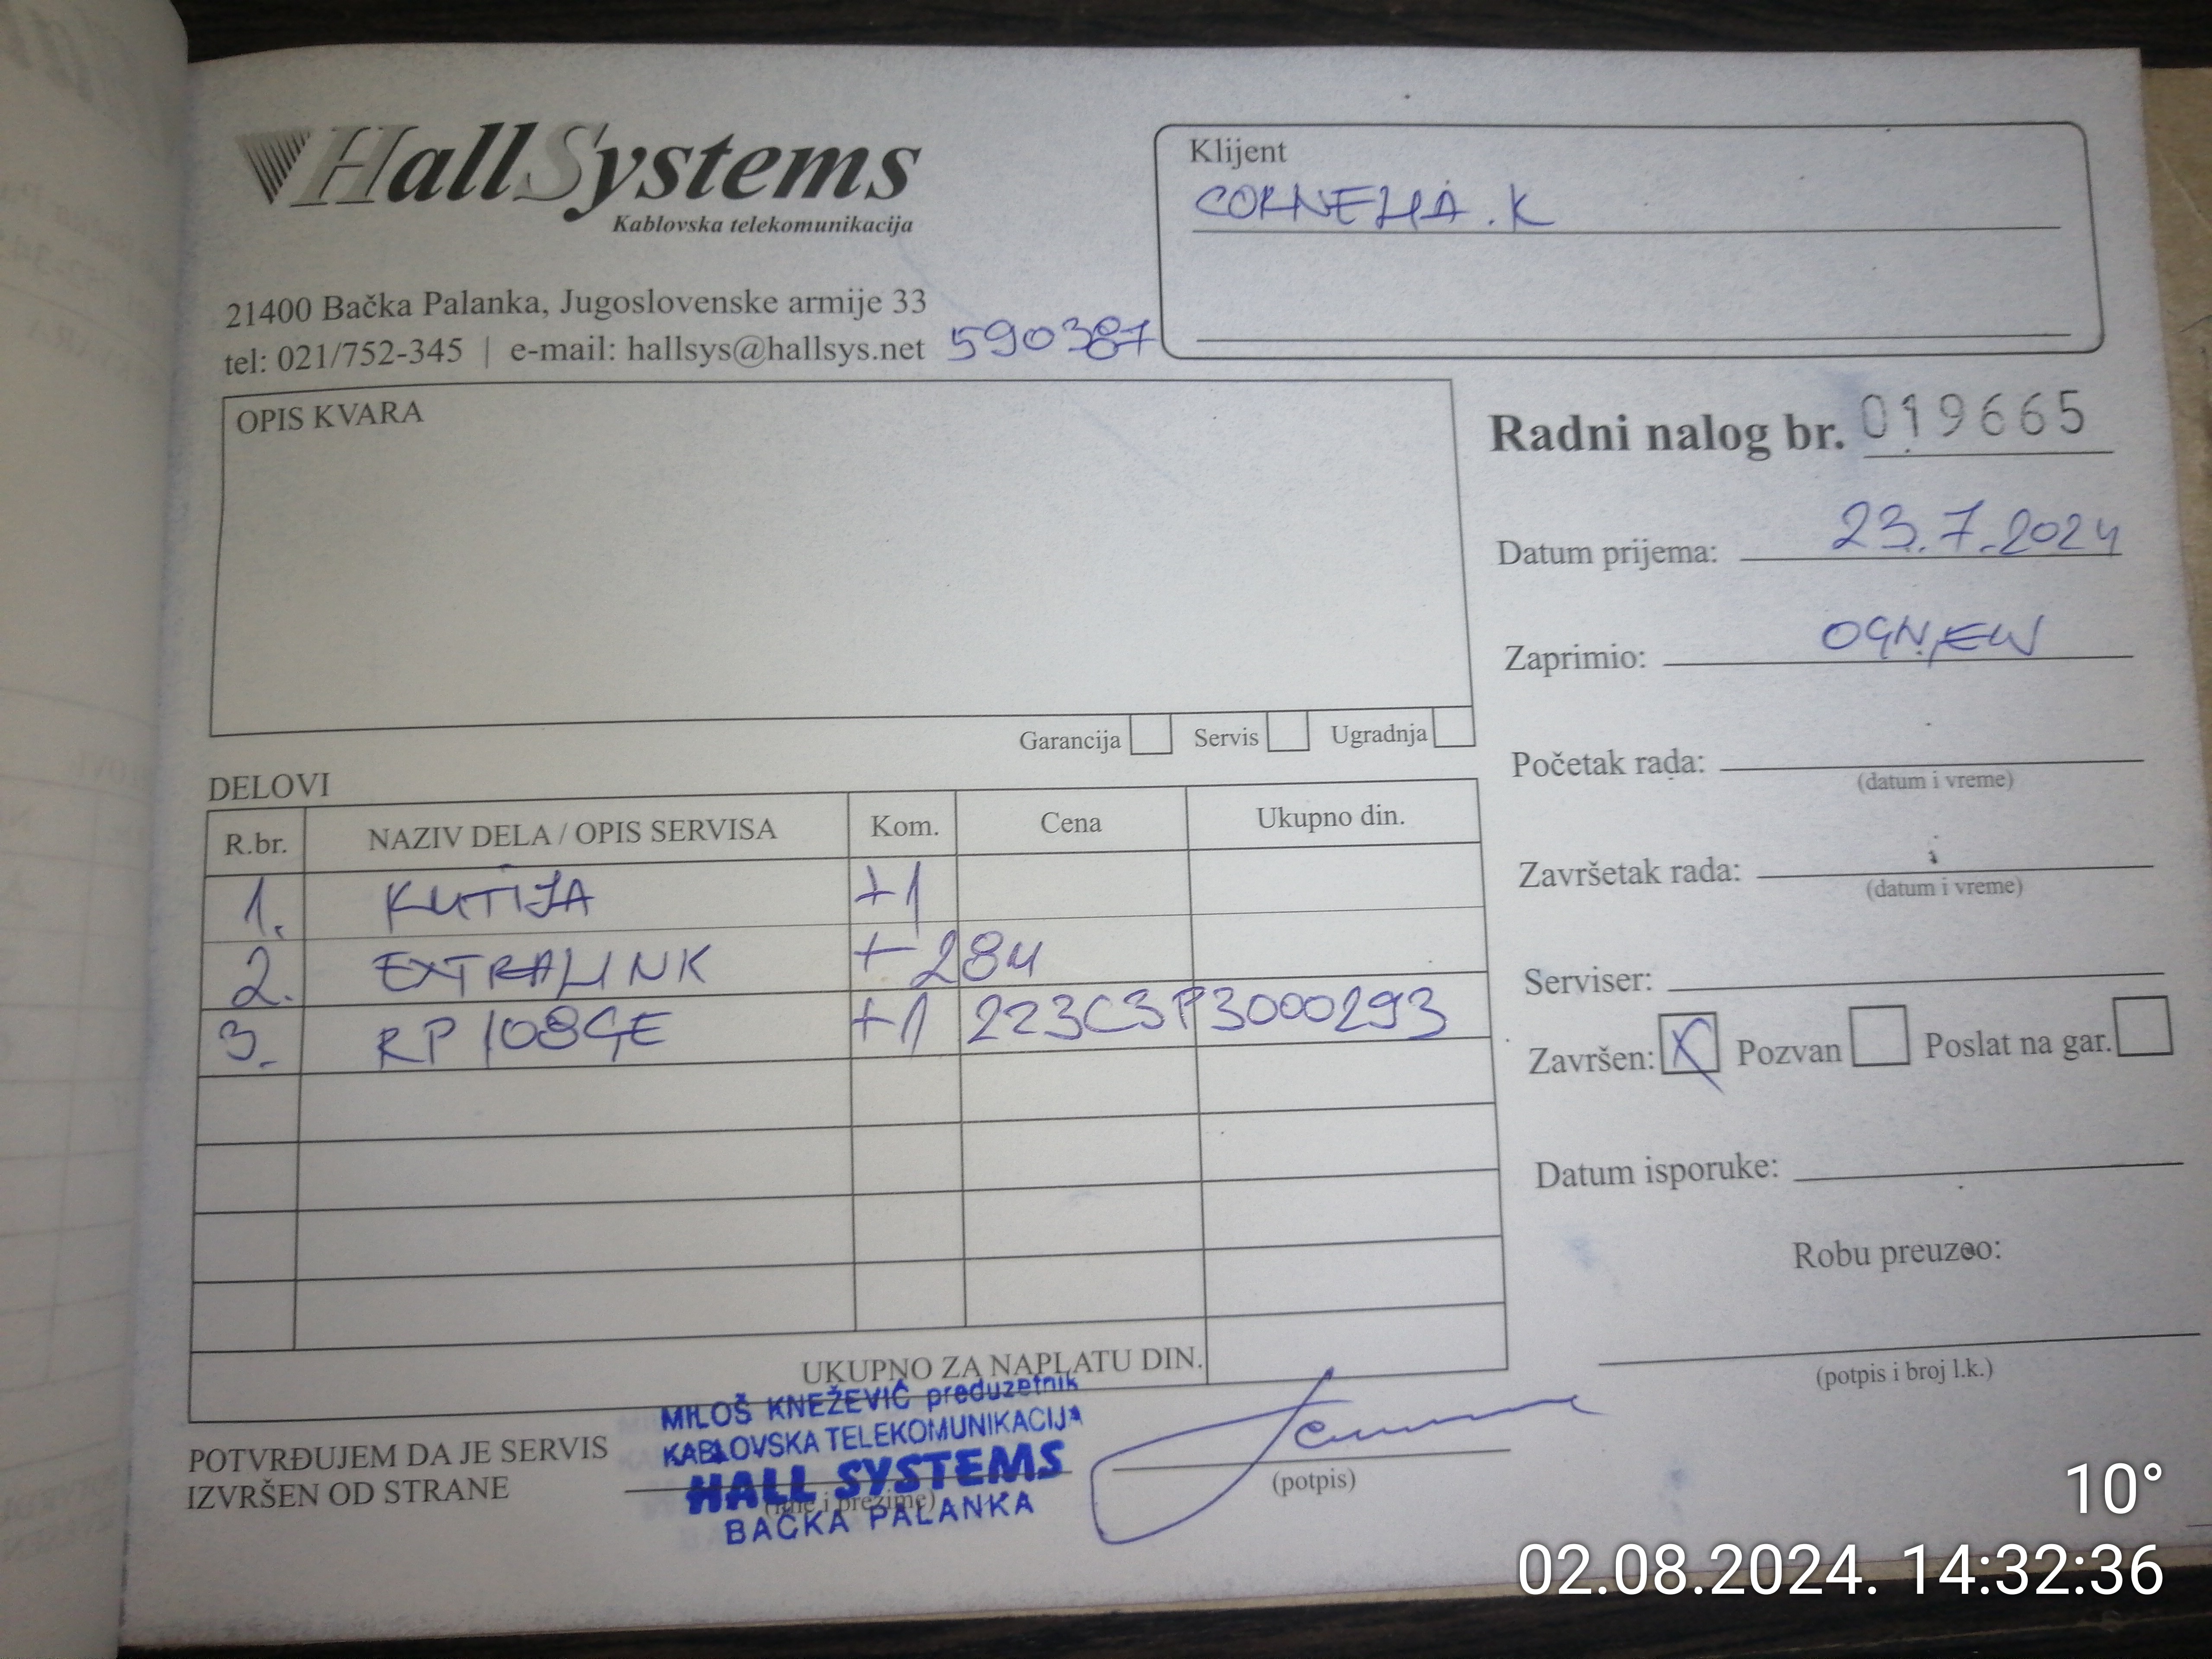 HallSystems
Kablovska telekomunikacija
21400 Bačka Palanka, Jugoslovenske armije 33
tel: 021/752-345 | e-mail: hallsys@hallsys.net 590387
Klijent
CORNELIA.K
OPIS KVARA
Garancija Servis Ugradnja
Radni nalog br. 019665
Datum prijema: 23.7.2024
Zaprimio: OGNJEN
Početak rada:
(datum i vreme)
Završetak rada:
(datum i vreme)
Serviser:
Završen: X Pozvan Poslat na gar.
Datum isporuke:
Robu preuzeo:
(potpis i broj l.k.)
DELOVI
R.br. NAZIV DELA / OPIS SERVISA Kom. Cena Ukupno din.
1. KUTIJA +1
2. EXTRALINK +284
3. RP108GE +1 223C3P3000293
UKUPNO ZA NAPLATU DIN.
POTVRĐUJEM DA JE SERVIS
IZVRŠEN OD STRANE
(ime i prezime)
MILOŠ KNEŽEVIĆ preduzetnik
KABLOVSKA TELEKOMUNIKACIJA
HALL SYSTEMS
BAČKA PALANKA
(potpis)
10°
02.08.2024. 14:32:36